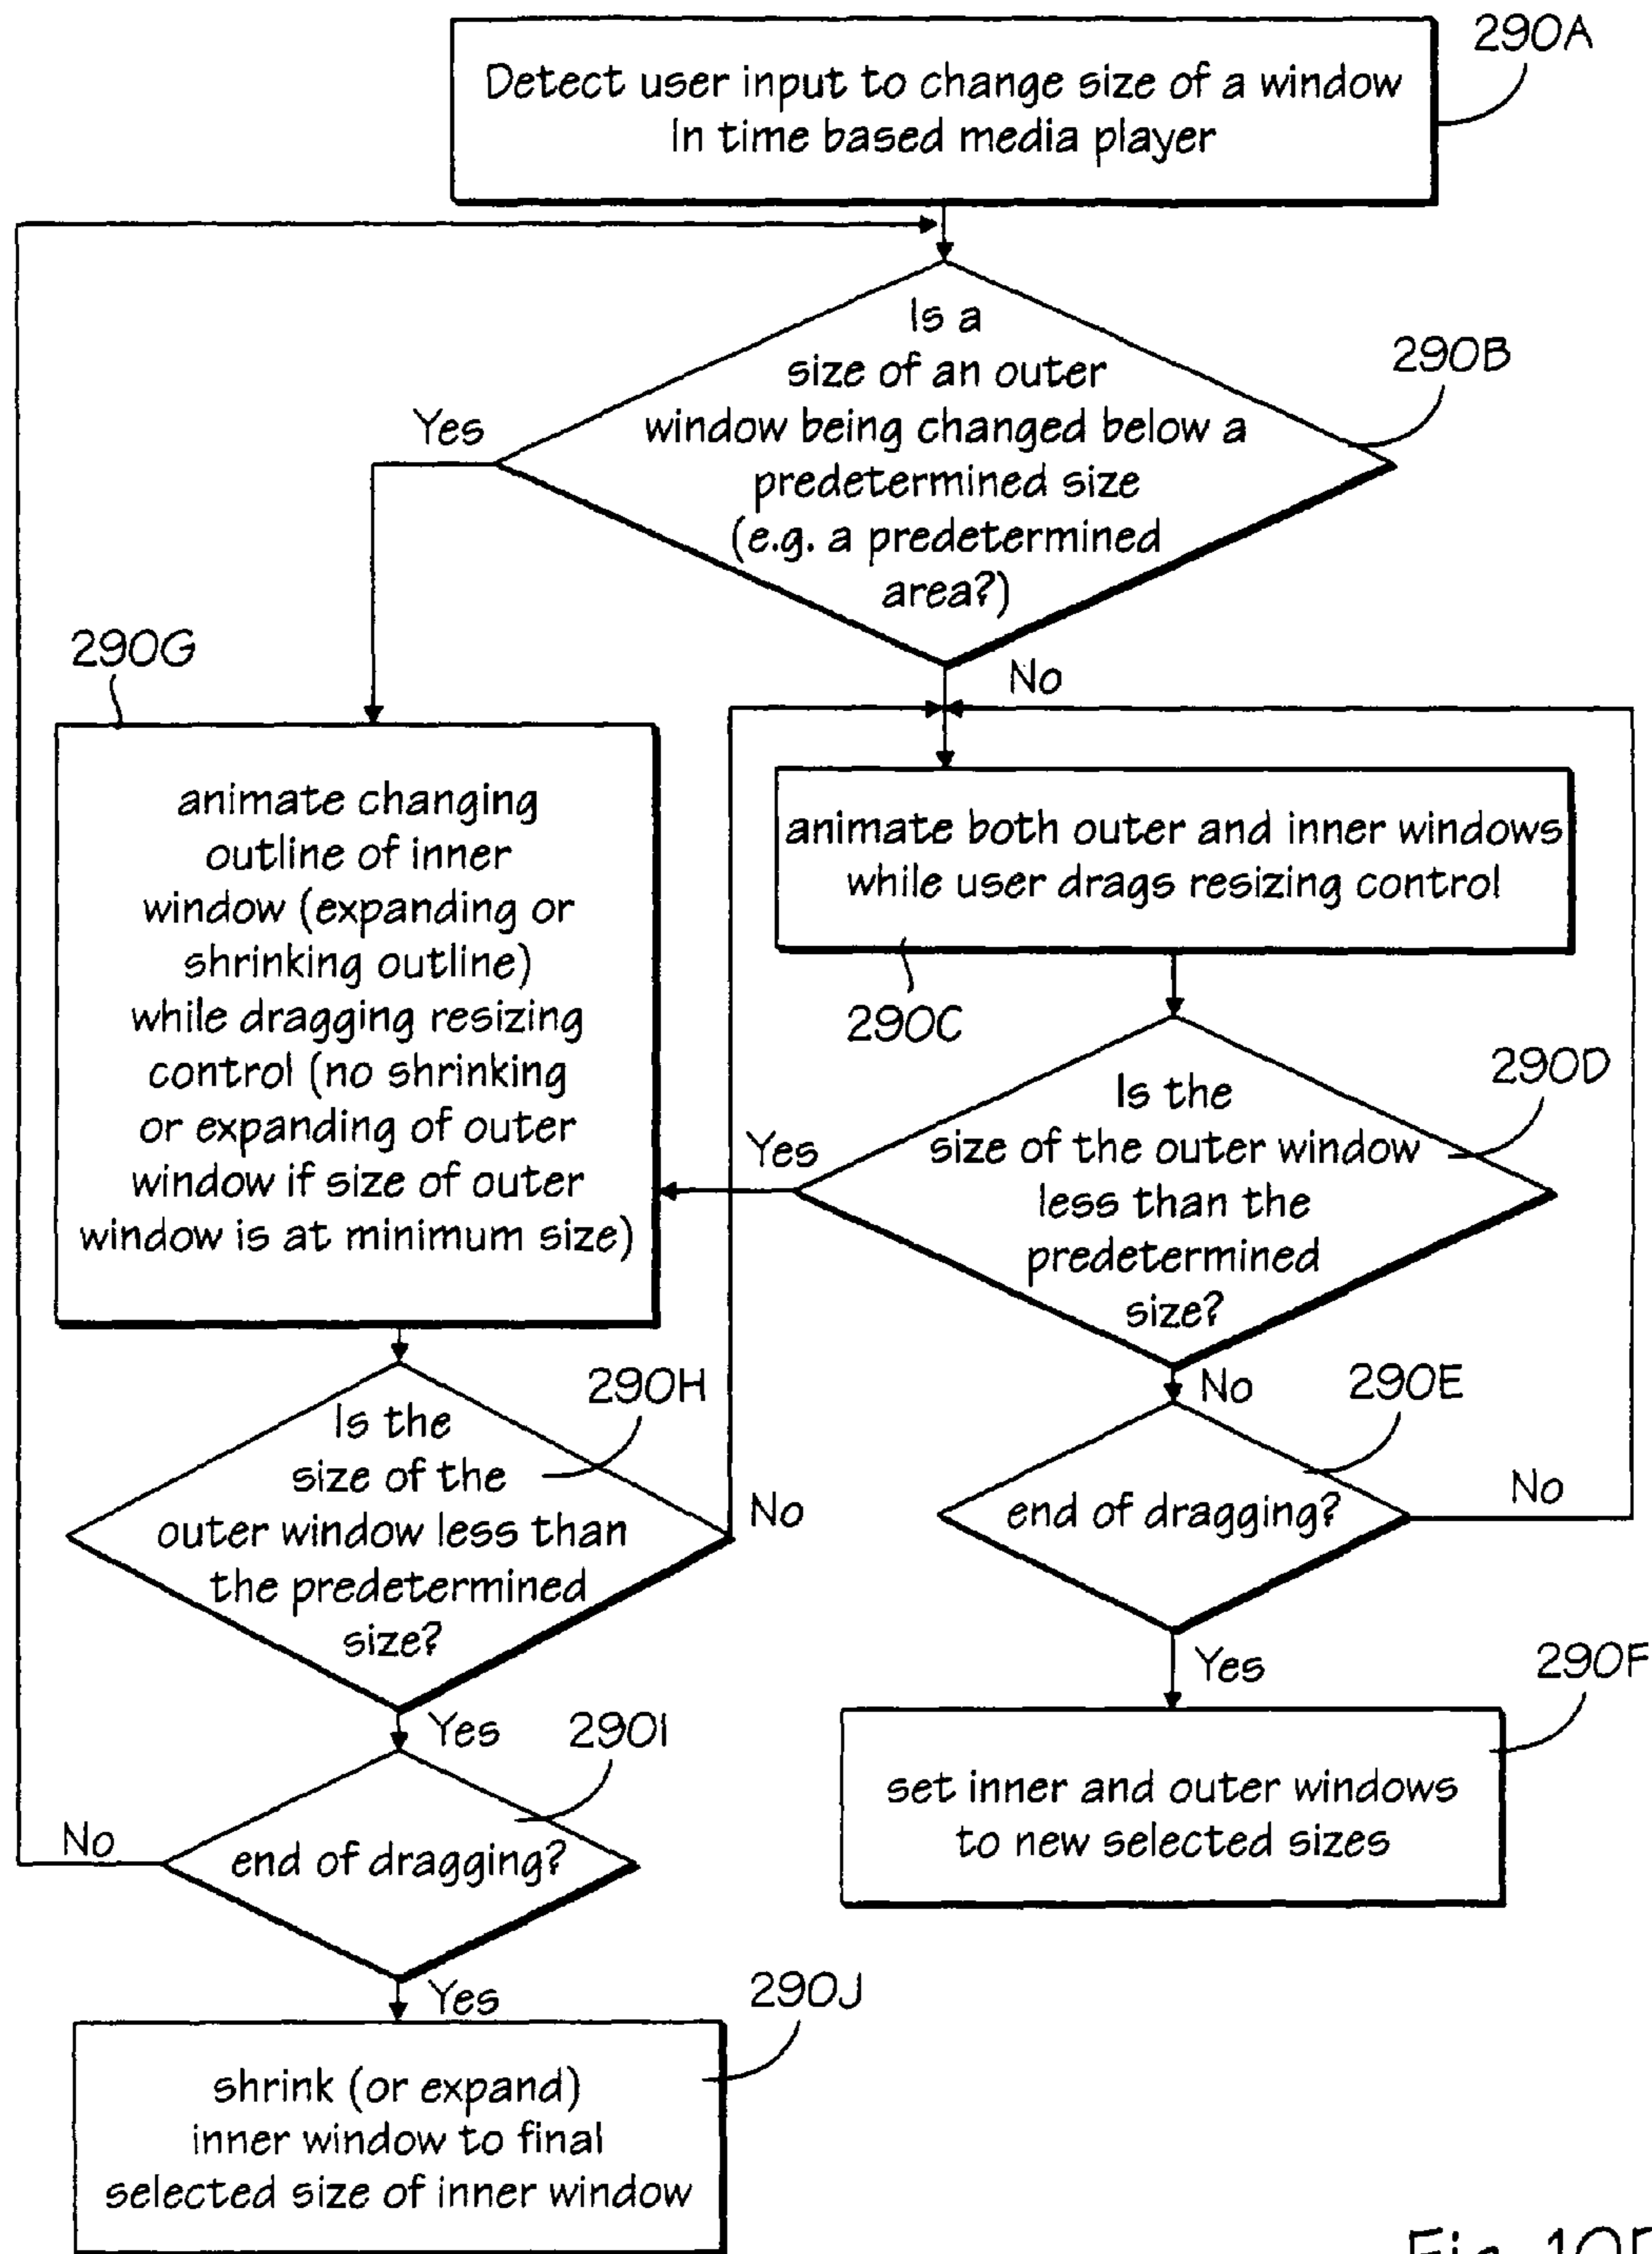 290A
Detect user input to change size of a window
in time based media player
Is a
size of an outer
window being changed below a
predetermined size
(e.g. a predetermined
area?)
290B
Yes
No
290G
animate changing
outline of inner
window (expanding or
shrinking outline)
while dragging resizing
control (no shrinking
or expanding of outer
window if size of outer
window is at minimum size)
animate both outer and inner windows
while user drags resizing control
290C
290D
Is the
size of the outer window
less than the
predetermined
size?
Yes
No
290E
end of dragging?
No
Yes
290F
set inner and outer windows
to new selected sizes
290H
Is the
size of the
outer window less than
the predetermined
size?
No
Yes
290I
end of dragging?
No
Yes
290J
shrink (or expand)
inner window to final
selected size of inner window